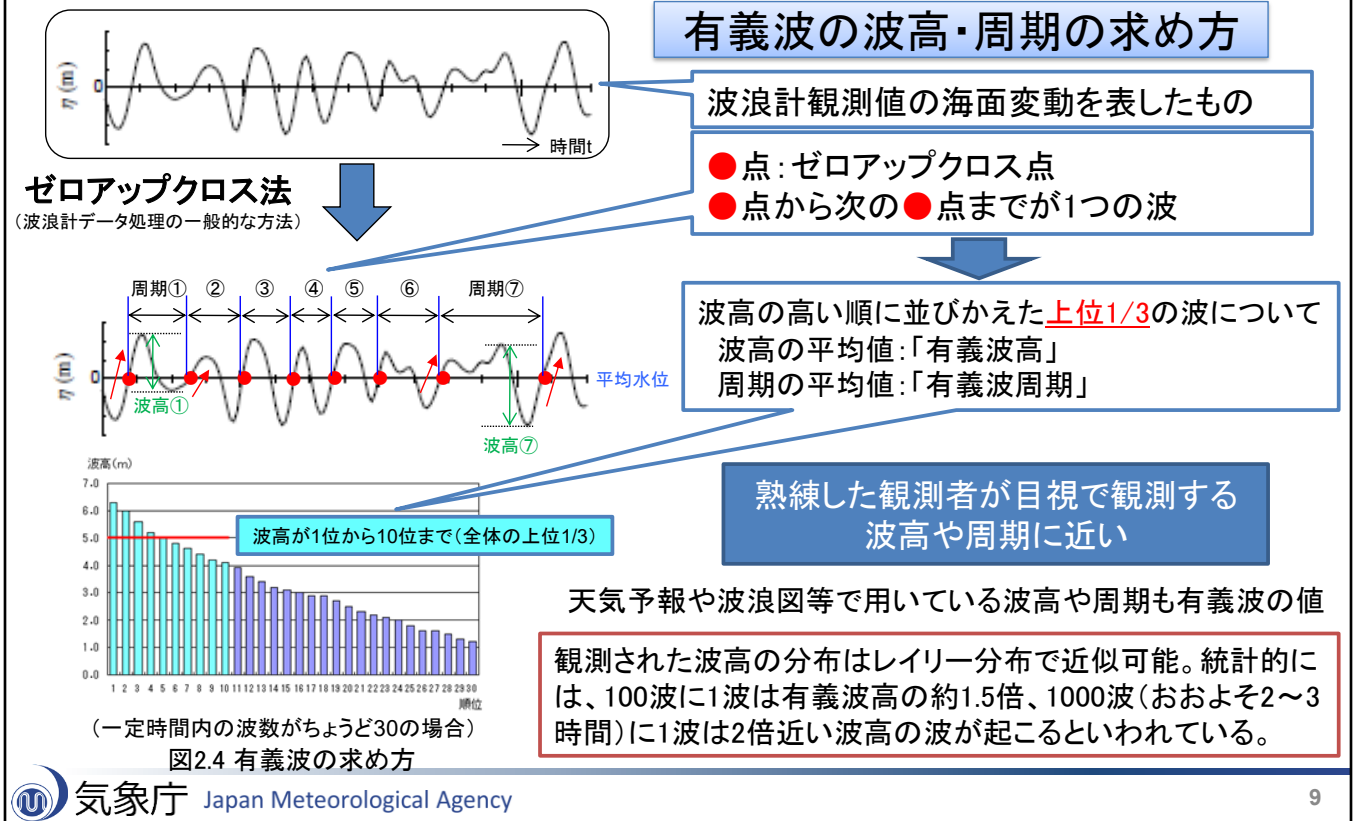 有義波の波高・周期の求め方
η (m)
0
時間t
波浪計観測値の海面変動を表したもの
●点：ゼロアップクロス点
●点から次の●点までが1つの波
ゼロアップクロス法
（波浪計データ処理の一般的な方法）
周期① ② ③ ④ ⑤ ⑥ 周期⑦
η (m)
0
平均水位
波高①
波高⑦
波高の高い順に並びかえた上位1/3の波について
波高の平均値：「有義波高」
周期の平均値：「有義波周期」
波高(m)
7.0
6.0
5.0
4.0
3.0
2.0
1.0
0.0
波高が1位から10位まで（全体の上位1/3）
1 2 3 4 5 6 7 8 9 10 11 12 13 14 15 16 17 18 19 20 21 22 23 24 25 26 27 28 29 30
順位
（一定時間内の波数がちょうど30の場合）
図2.4 有義波の求め方
熟練した観測者が目視で観測する
波高や周期に近い
天気予報や波浪図等で用いている波高や周期も有義波の値
観測された波高の分布はレイリー分布で近似可能。統計的に
は、100波に1波は有義波高の約1.5倍、1000波（おおよそ2～3
時間）に1波は2倍近い波高の波が起こるといわれている。
気象庁 Japan Meteorological Agency
9